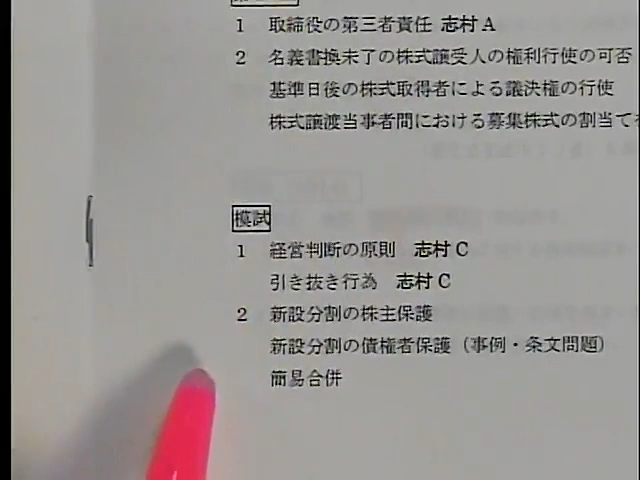 1 取締役の第三者責任 志村A
2 名義書換未了の株式譲受人の権利行使の可否
基準日後の株式取得者による議決権の行使
株式譲渡当事者間における募集株式の割当て
模試
1 経営判断の原則 志村C
引き抜き行為 志村C
2 新設分割の株主保護
新設分割の債権者保護（事例・条文問題）
簡易合併